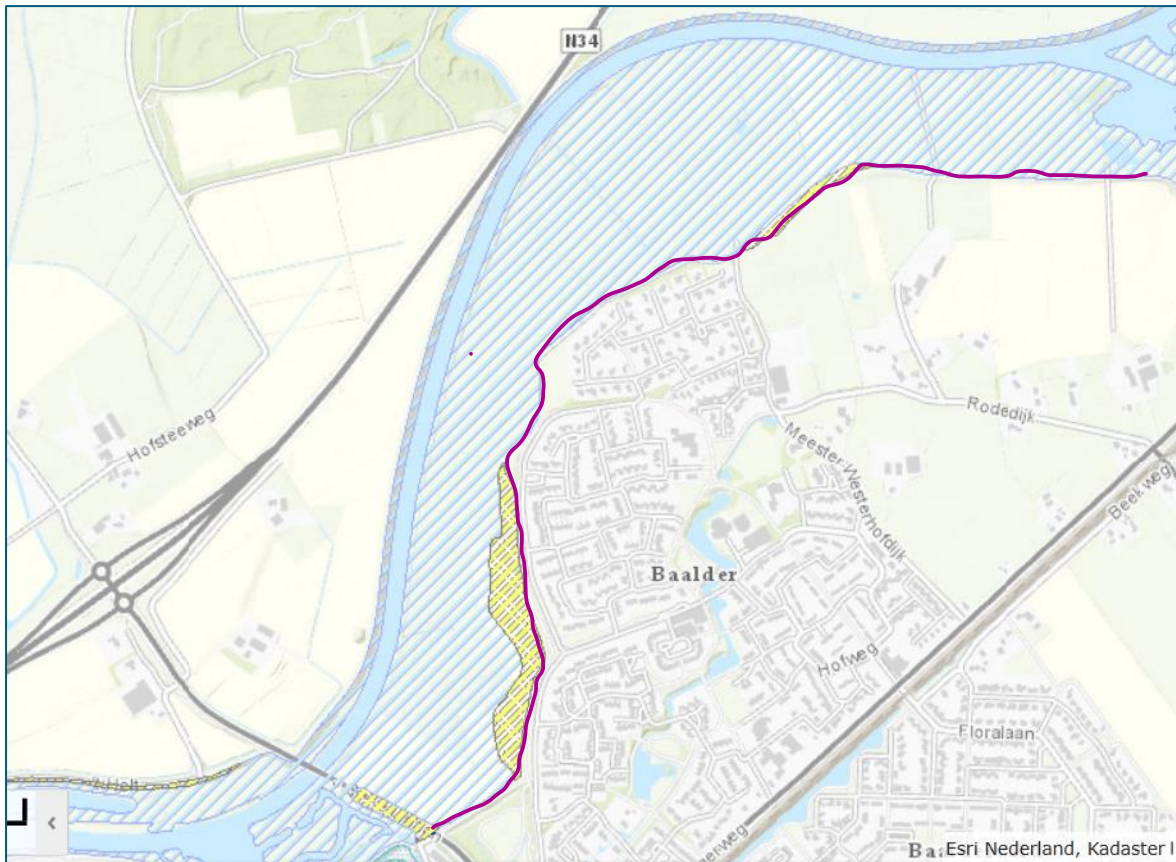 N34
Hofsteeweg
Rodedijk
Meester Westerhofdijk
Beekweg
Baalder
Hofweg
Floralaan
Esri Nederland, Kadaster